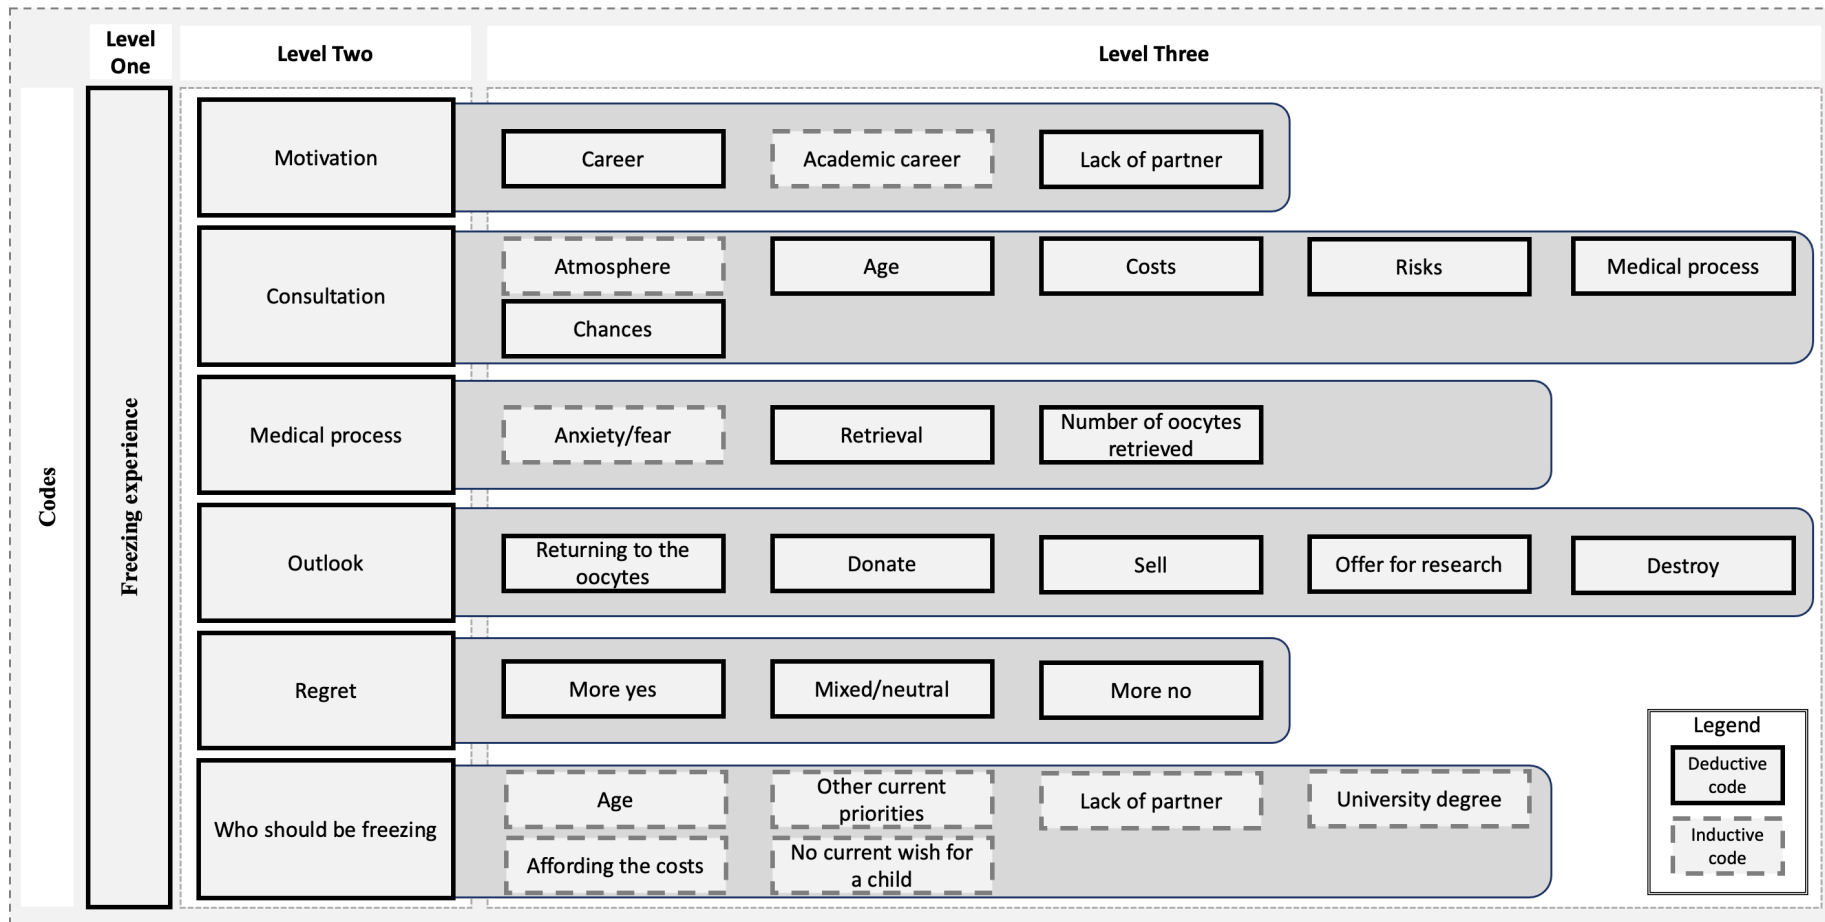 Level
One
Level Two
Level Three
Codes
Freezing experience
Motivation
Career
Academic career
Lack of partner
Consultation
Atmosphere
Age
Costs
Risks
Medical process
Chances
Medical process
Anxiety/fear
Retrieval
Number of oocytes
retrieved
Outlook
Returning to the
oocytes
Donate
Sell
Offer for research
Destroy
Regret
More yes
Mixed/neutral
More no
Who should be freezing
Age
Other current
priorities
Lack of partner
University degree
Affording the costs
No current wish for
a child
Legend
Deductive
code
Inductive
code